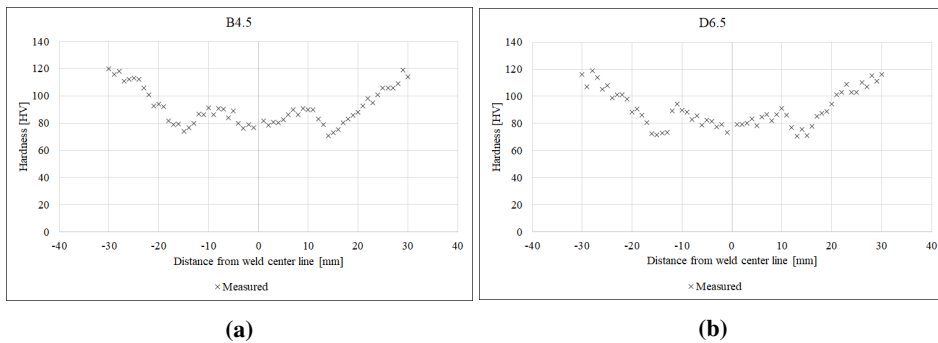 B4.5
140
120
100
80
60
40
20
0
Hardness [HV]
-40 -30 -20 -10 0 10 20 30 40
Distance from weld center line [mm]
× Measured
(a)
D6.5
140
120
100
80
60
40
20
0
Hardness [HV]
-40 -30 -20 -10 0 10 20 30 40
Distance from weld center line [mm]
× Measured
(b)